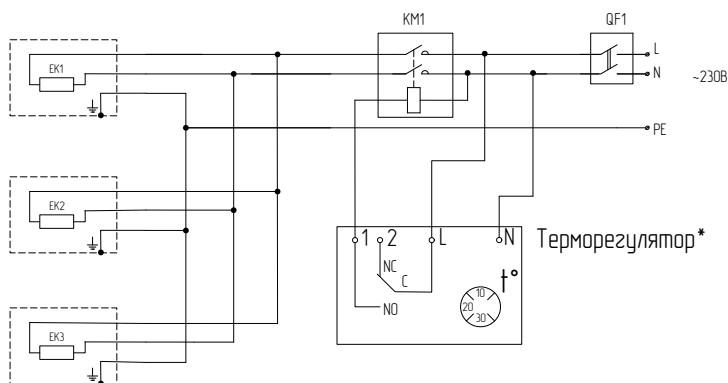 KM1
QF1
L
EK1
N
~230В
PE
EK2
1
2
L
N
Терморегулятор*
NC
C
t°
10
NO
20
30
EK3